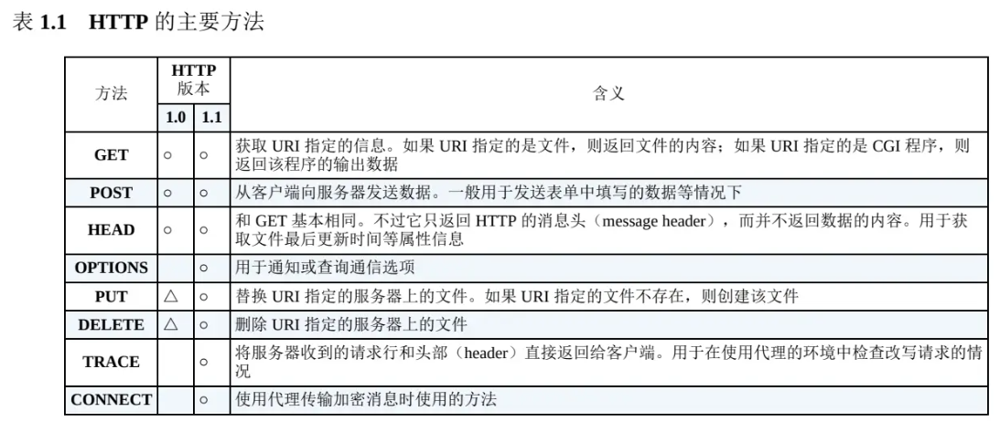 表 1.1 HTTP 的主要方法
方法 HTTP 版本 含义
1.0 1.1
GET ○ ○ 获取 URI 指定的信息。如果 URI 指定的是文件，则返回文件的内容；如果 URI 指定的是 CGI 程序，则
返回该程序的输出数据
POST ○ ○ 从客户端向服务器发送数据。一般用于发送表单中填写的数据等情况下
HEAD ○ ○ 和 GET 基本相同。不过它只返回 HTTP 的消息头（message header），而并不返回数据的内容。用于获
取文件最后更新时间等属性信息
OPTIONS ○ 用于通知或查询通信选项
PUT △ ○ 替换 URI 指定的服务器上的文件。如果 URI 指定的文件不存在，则创建该文件
DELETE △ ○ 删除 URI 指定的服务器上的文件
TRACE ○ 将服务器收到的请求行和头部（header）直接返回给客户端。用于在使用代理的环境中检查改写请求的情
况
CONNECT ○ 使用代理传输加密消息时使用的方法